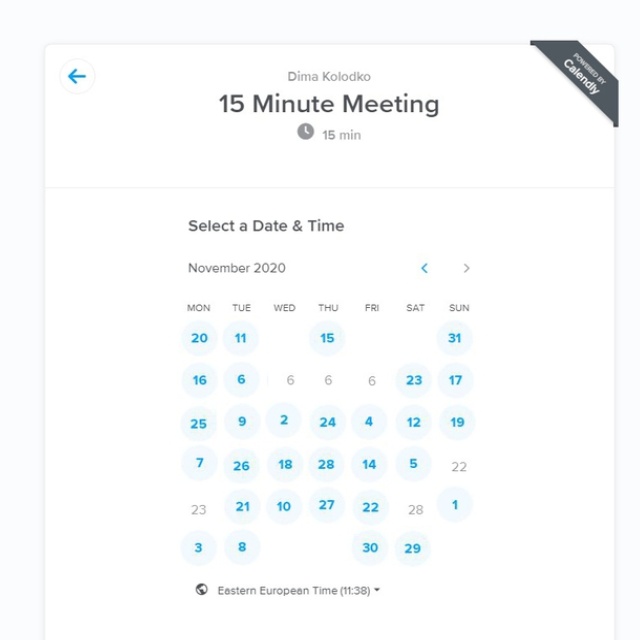 POWERED BY
Calendly
Dima Kolodko
15 Minute Meeting
15 min
Select a Date & Time
November 2020
MON TUE WED THU FRI SAT SUN
20 11 15 31
16 6 6 6 6 23 17
25 9 2 24 4 12 19
7 26 18 28 14 5 22
23 21 10 27 22 28 1
3 8 30 29
Eastern European Time (11:38)